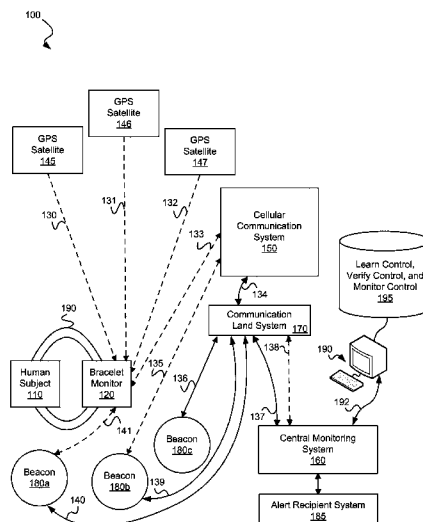 100
GPS
Satellite
146
GPS
Satellite
145
GPS
Satellite
147
130
131
132
133
Cellular
Communication
System
150
134
Learn Control,
Verify Control, and
Monitor Control
195
190
Human
Subject
110
Bracelet
Monitor
120
135
136
Communication
Land System 170
138
190
192
137
141
Beacon
180a
Beacon
180b
Beacon
180c
139
140
Central Monitoring
System
160
Alert Recipient System
185